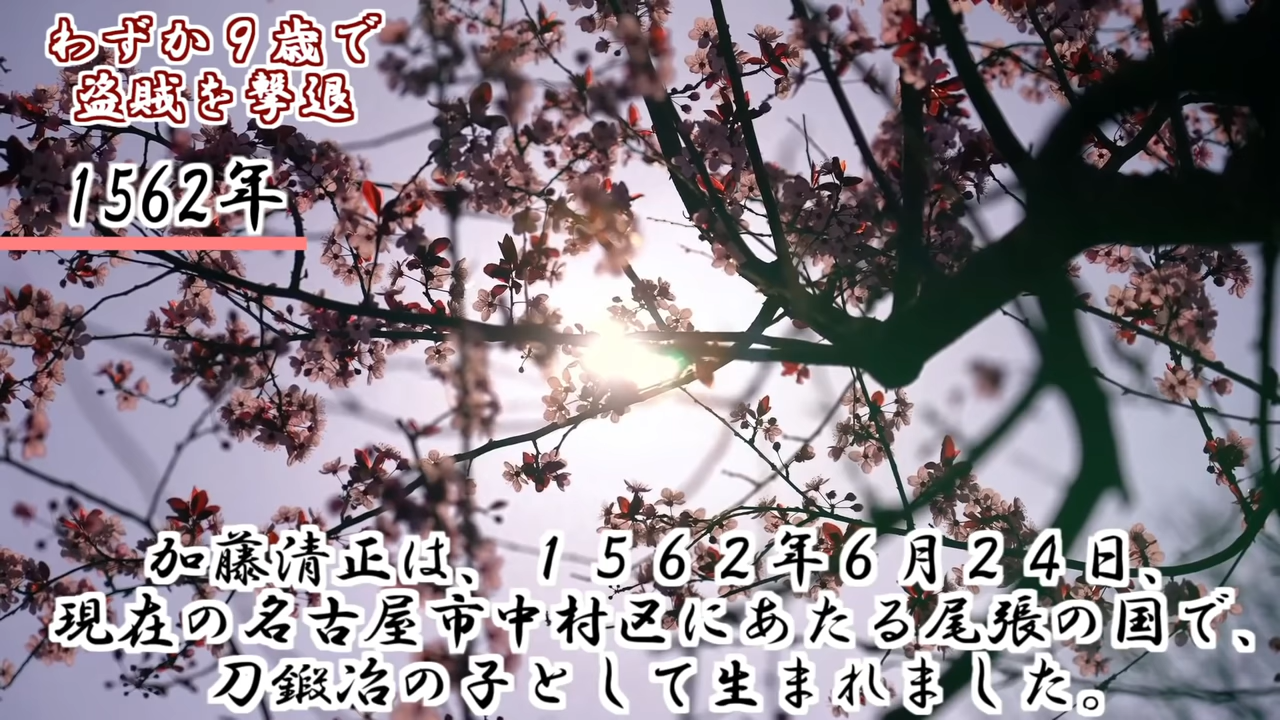 わずか９歳で
盗賊を撃退
1562年
加藤清正は、１５６２年６月２４日、
現在の名古屋市中村区にあたる尾張の国で、
刀鍛冶の子として生まれました。